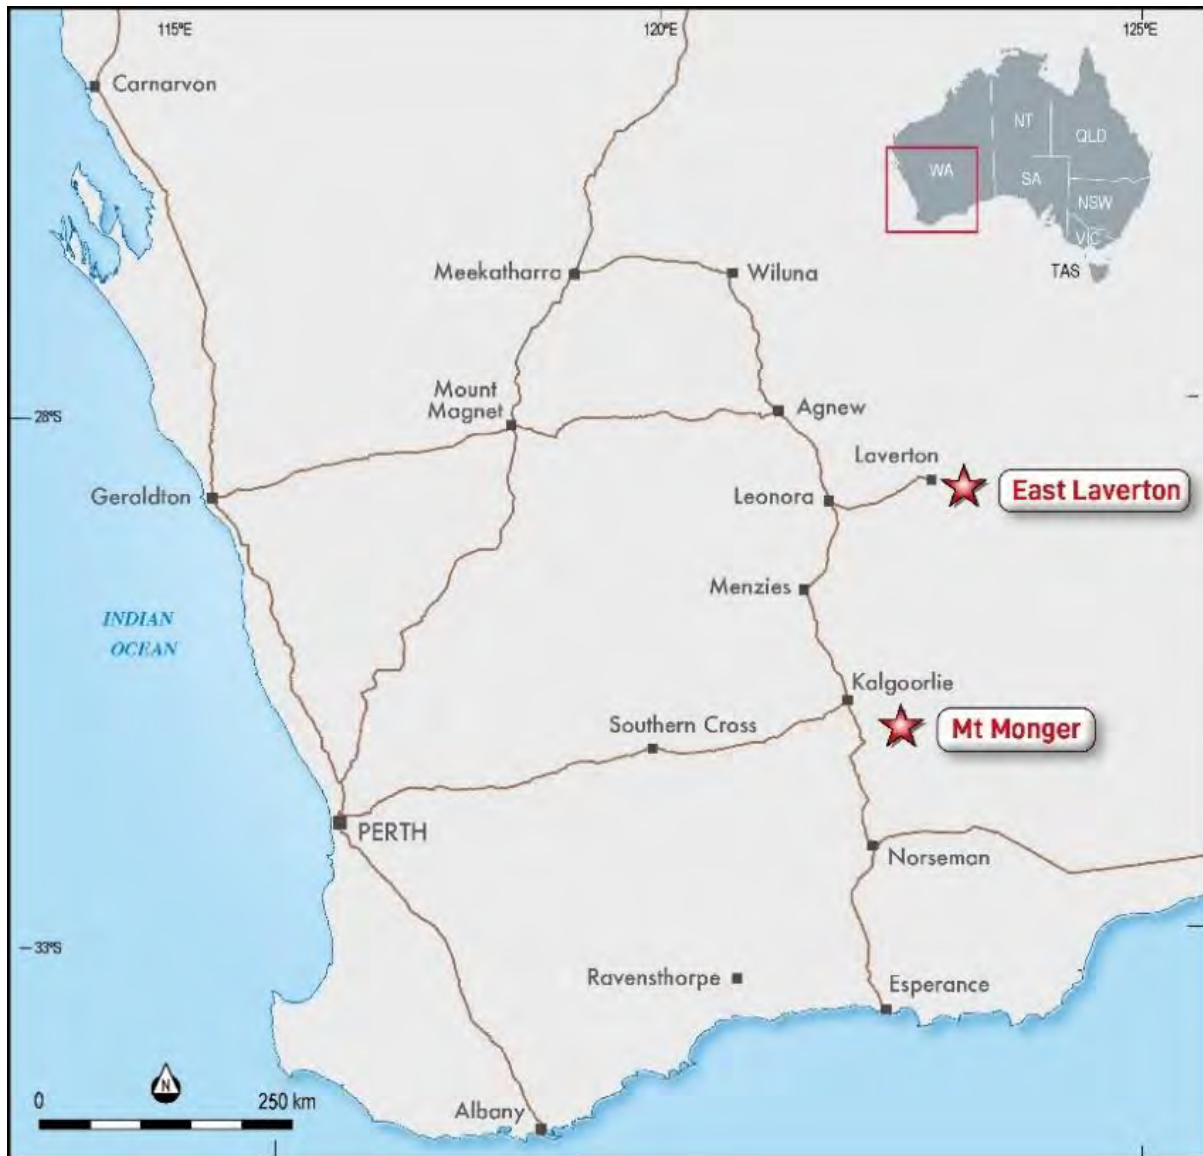 115°E
120°E
125°E
Carnarvon
NT
QLD
WA
SA
NSW
VIC
TAS
Meekatharra
Wiluna
Mount
Magnet
Agnew
28°S
Laverton
East Laverton
Geraldton
Leonora
Menzies
INDIAN
OCEAN
Kalgoorlie
Southern Cross
Mt Monger
PERTH
Norseman
33°S
Ravensthorpe
Esperance
N
0
250 km
Albany